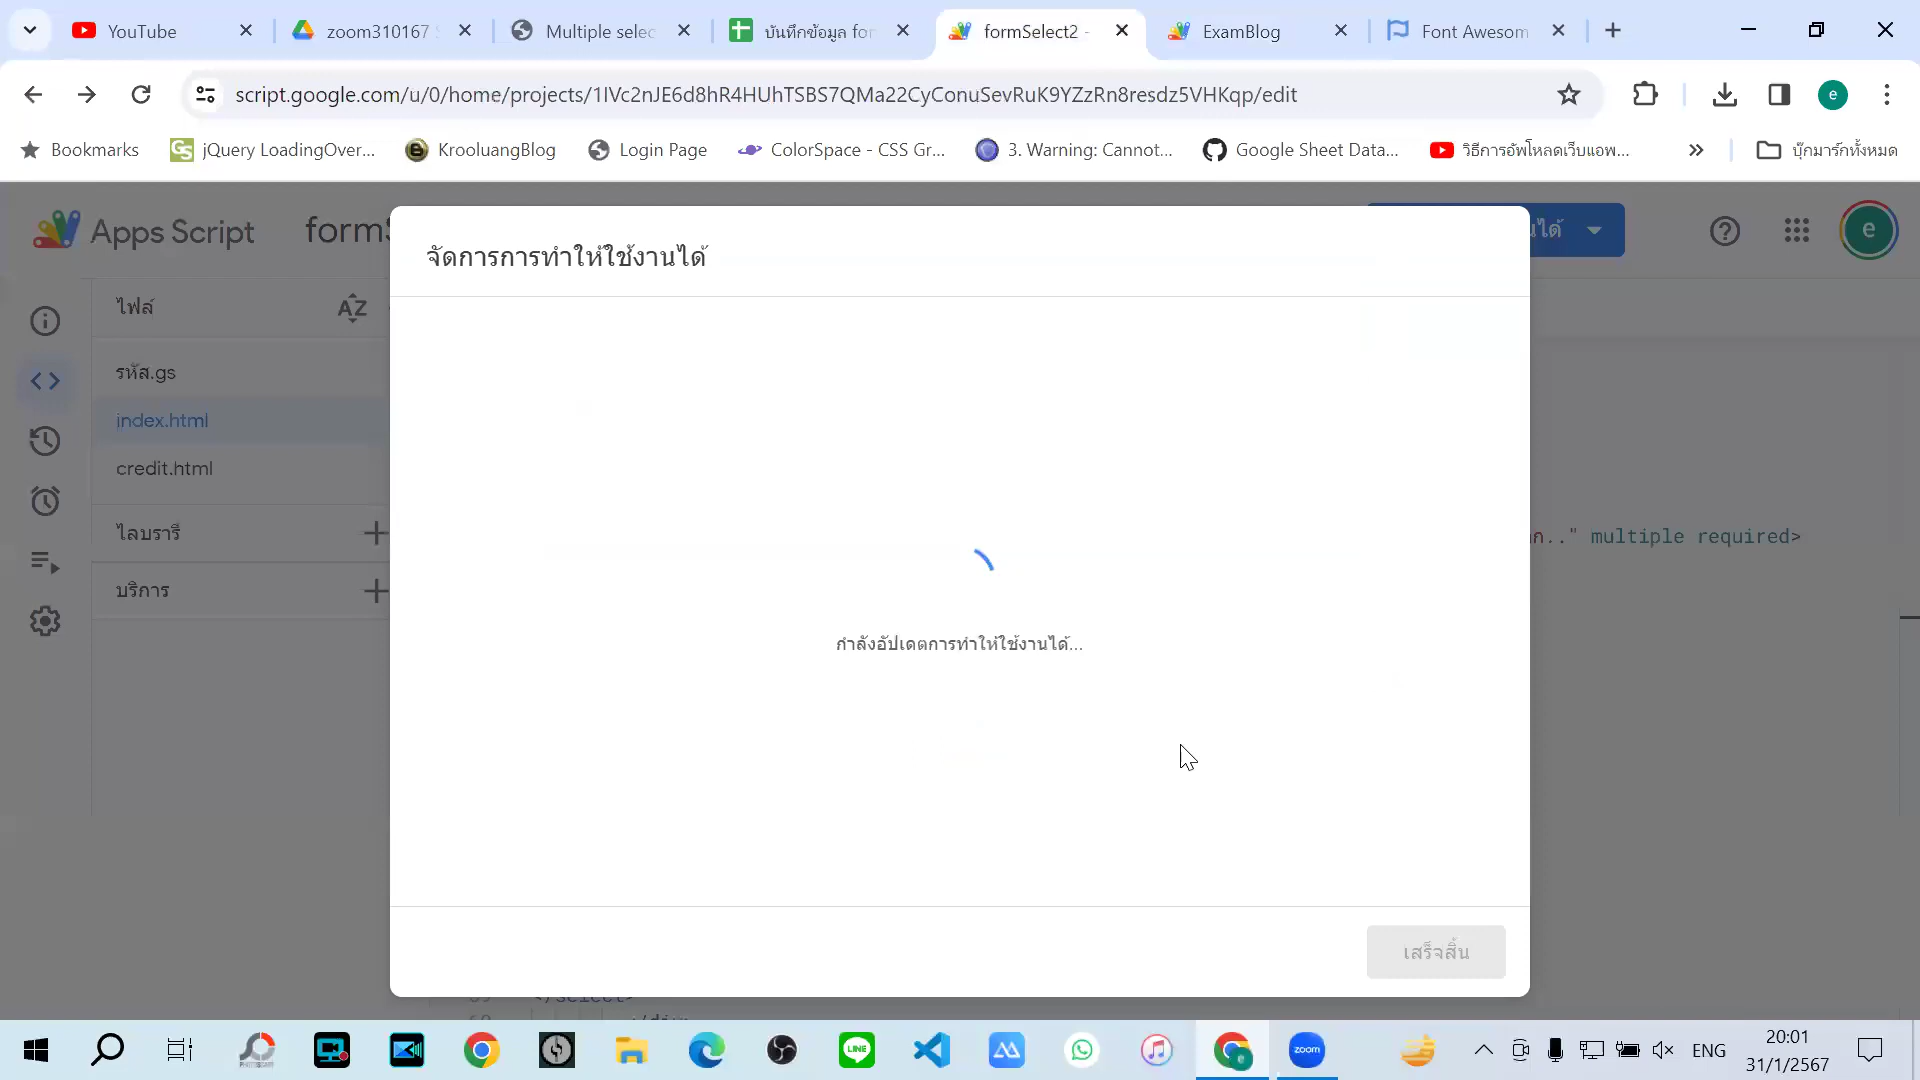 YouTube
zoom310167
Multiple selec
บันทึกข้อมูล for
formSelect2 -
ExamBlog
Font Awesom
script.google.com/u/0/home/projects/1IVc2nJE6d8hR4HUhTSBS7QMa22CyConuSevRuK9YZzRn8resdz5VHKqp/edit
e
Bookmarks
jQuery LoadingOver...
KrooluangBlog
Login Page
ColorSpace - CSS Gr...
3. Warning: Cannot...
Google Sheet Data...
วิธีการอัพโหลดเว็บแอพ...
บุ๊กมาร์กทั้งหมด
Apps Script
formS
จัดการการทำให้ใช้งานได้
e
ไฟล์
AZ
รหัส.gs
index.html
credit.html
ไลบรารี
บริการ
.." multiple required>
กำลังอัปเดตการทำให้ใช้งานได้...
เสร็จสิ้น
LINE
zoom
ENG
20:01
31/1/2567